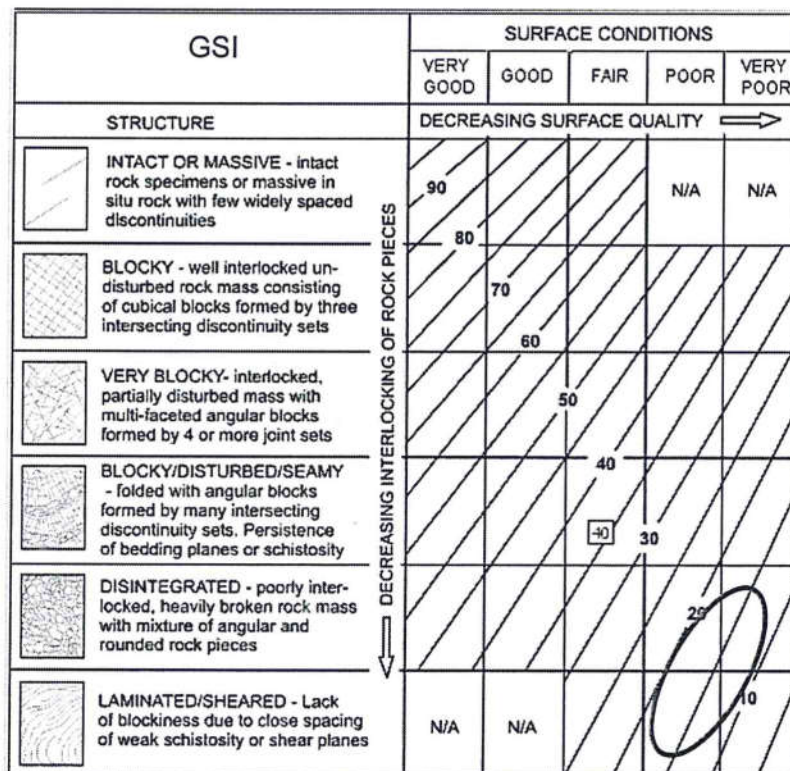 GSI
SURFACE CONDITIONS
VERY GOOD
GOOD
FAIR
POOR
VERY POOR
STRUCTURE
DECREASING SURFACE QUALITY
INTACT OR MASSIVE - intact
rock specimens or massive in
situ rock with few widely spaced
discontinuities
BLOCKY - well interlocked un-
disturbed rock mass consisting
of cubical blocks formed by three
intersecting discontinuity sets
VERY BLOCKY- interlocked,
partially disturbed mass with
multi-faceted angular blocks
formed by 4 or more joint sets
BLOCKY/DISTURBED/SEAMY
- folded with angular blocks
formed by many intersecting
discontinuity sets. Persistence
of bedding planes or schistosity
DISINTEGRATED - poorly inter-
locked, heavily broken rock mass
with mixture of angular and
rounded rock pieces
LAMINATED/SHEARED - Lack
of blockiness due to close spacing
of weak schistosity or shear planes
DECREASING INTERLOCKING OF ROCK PIECES
90
N/A
N/A
80
70
60
50
40
40
30
20
10
N/A
N/A